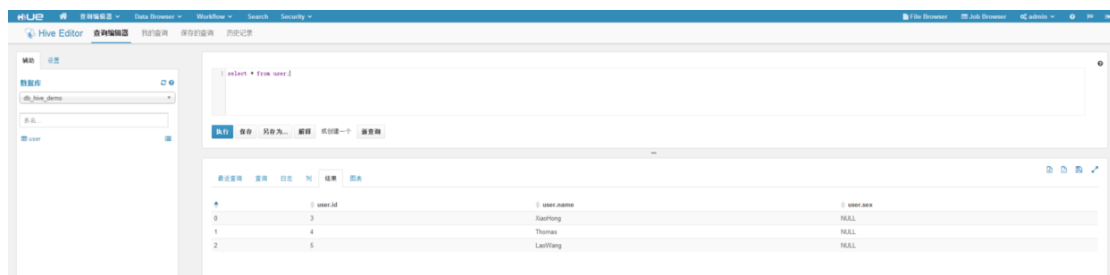 HUE 查询编辑器 Data Browser Workflow Search Security File Browser Job Browser admin
Hive Editor 查询编辑器 我的查询 保存的查询 历史记录
辅助 设置
数据库
db_hive_demo
表名...
user
1 select * from user;
执行 保存 另存为... 解释 或创建一个 新查询
最近查询 查询 日志 列 结果 图表
user.id user.name user.sex
0 3 XiaoHong NULL
1 4 Thomas NULL
2 5 LaoWang NULL